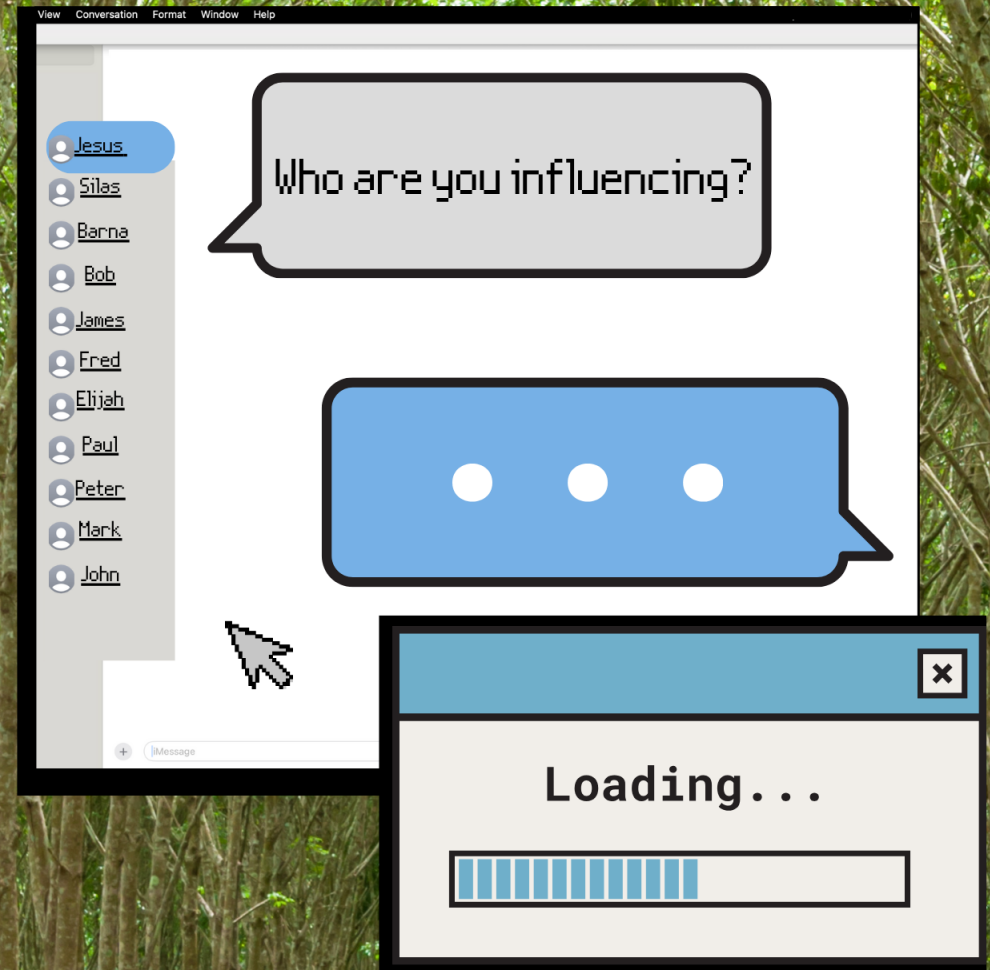 View Conversation Format Window Help
Who are you influencing?
Jesus
Silas
Barna
Bob
James
Fred
Elijah
Paul
Peter
Mark
John
iMessage
Loading...